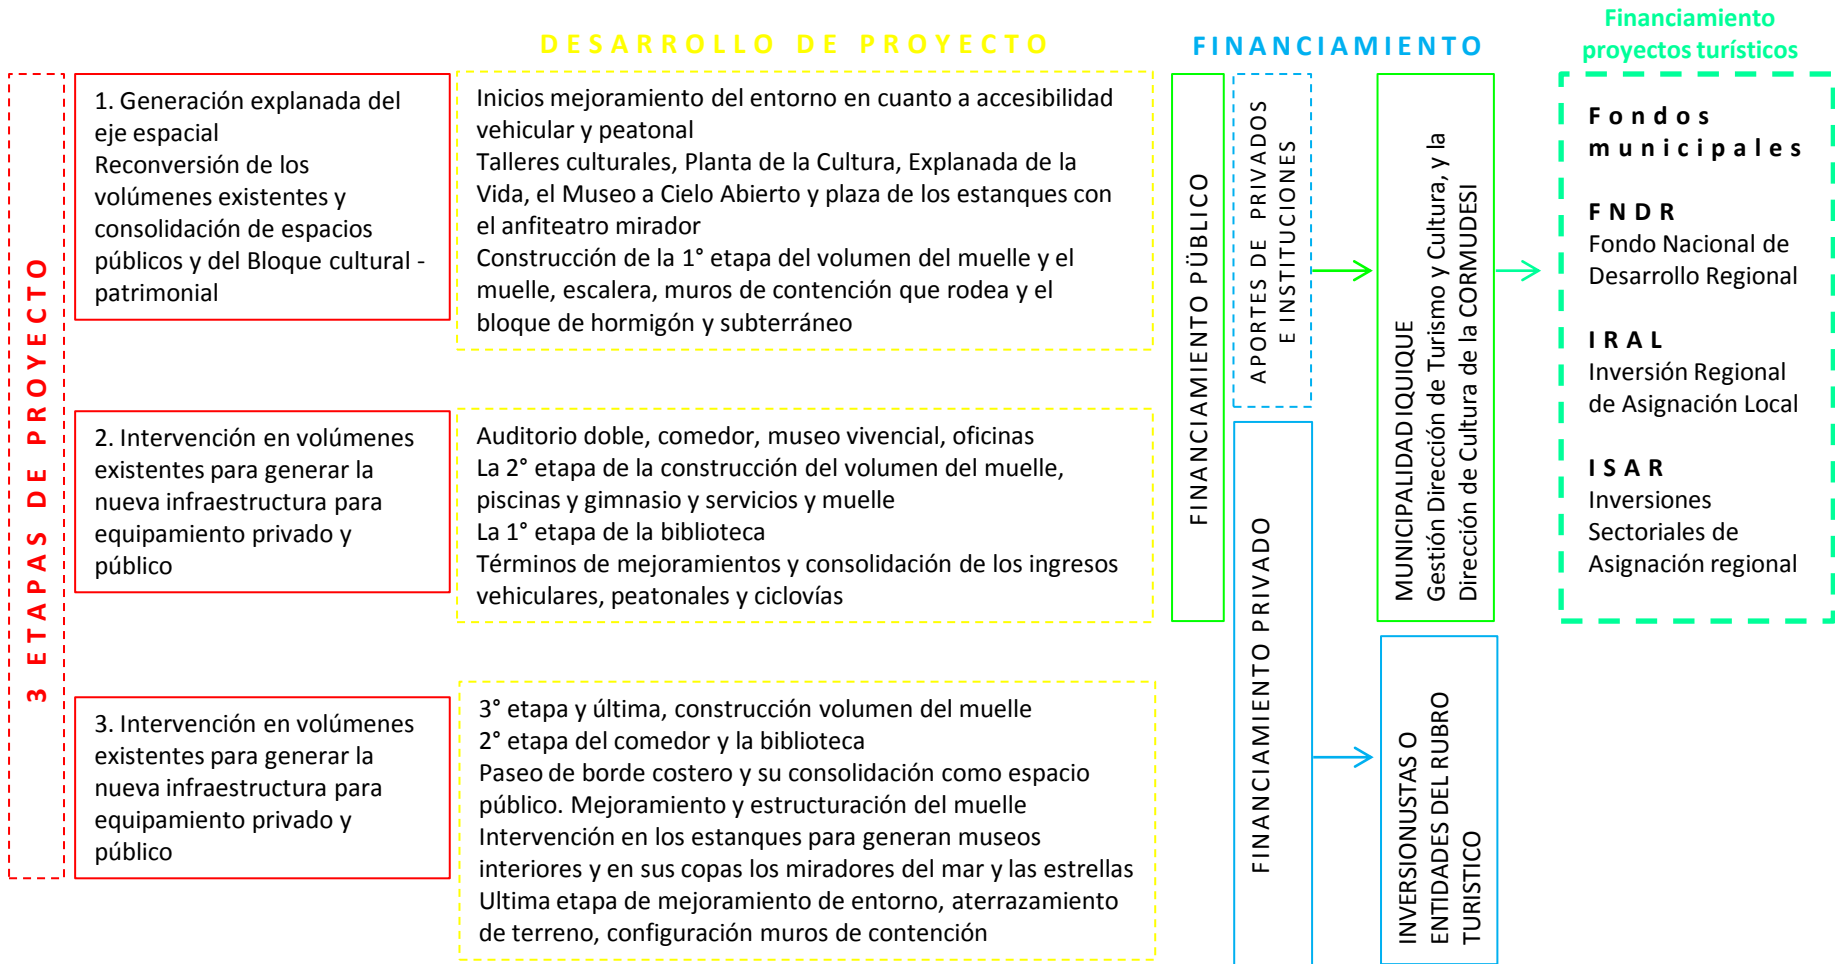 DESARROLLO DE PROYECTO
FINANCIAMIENTO
Financiamiento
proyectos turísticos
3 ETAPAS DE PROYECTO
1. Generación explanada del
eje espacial
Reconversión de los
volúmenes existentes y
consolidación de espacios
públicos y del Bloque cultural -
patrimonial
Inicios mejoramiento del entorno en cuanto a accesibilidad
vehicular y peatonal
Talleres culturales, Planta de la Cultura, Explanada de la
Vida, el Museo a Cielo Abierto y plaza de los estanques con
el anfiteatro mirador
Construcción de la 1° etapa del volumen del muelle y el
muelle, escalera, muros de contención que rodea y el
bloque de hormigón y subterráneo
2. Intervención en volúmenes
existentes para generar la
nueva infraestructura para
equipamiento privado y
público
Auditorio doble, comedor, museo vivencial, oficinas
La 2° etapa de la construcción del volumen del muelle,
piscinas y gimnasio y servicios y muelle
La 1° etapa de la biblioteca
Términos de mejoramientos y consolidación de los ingresos
vehiculares, peatonales y ciclovías
3. Intervención en volúmenes
existentes para generar la
nueva infraestructura para
equipamiento privado y
público
3° etapa y última, construcción volumen del muelle
2° etapa del comedor y la biblioteca
Paseo de borde costero y su consolidación como espacio
público. Mejoramiento y estructuración del muelle
Intervención en los estanques para generan museos
interiores y en sus copas los miradores del mar y las estrellas
Ultima etapa de mejoramiento de entorno, aterrazamiento
de terreno, configuración muros de contención
FINANCIAMIENTO PÜBLICO
APORTES DE PRIVADOS
E INSTITUCIONES
FINANCIAMIENTO PRIVADO
MUNICIPALIDADIQUIQUE
Gestión Dirección de Turismo y Cultura, y la
Dirección de Cultura de la CORMUDESI
INVERSIONUSTAS O
ENTIDADES DEL RUBRO
TURISTICO
Fondos
municipales
FNDR
Fondo Nacional de
Desarrollo Regional
IRAL
Inversión Regional
de Asignación Local
ISAR
Inversiones
Sectoriales de
Asignación regional